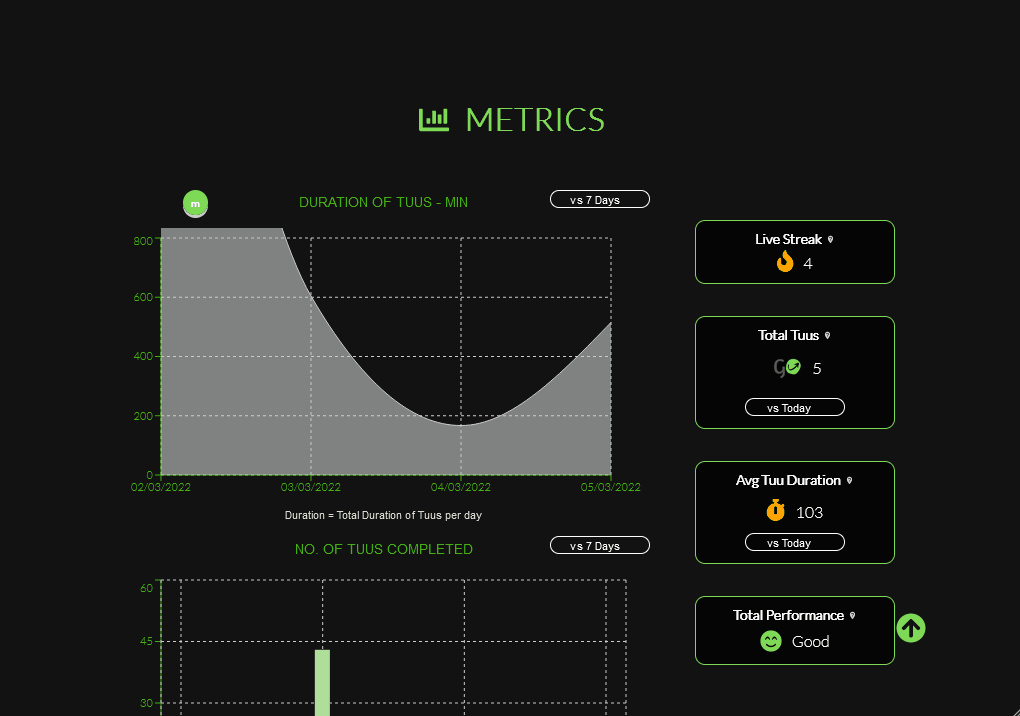 METRICS
m
DURATION OF TUUS - MIN
vs 7 Days
800
600
400
200
0
02/03/2022
03/03/2022
04/03/2022
05/03/2022
Duration = Total Duration of Tuus per day
NO. OF TUUS COMPLETED
vs 7 Days
60
45
30
Live Streak
4
Total Tuus
5
vs Today
Avg Tuu Duration
103
vs Today
Total Performance
Good